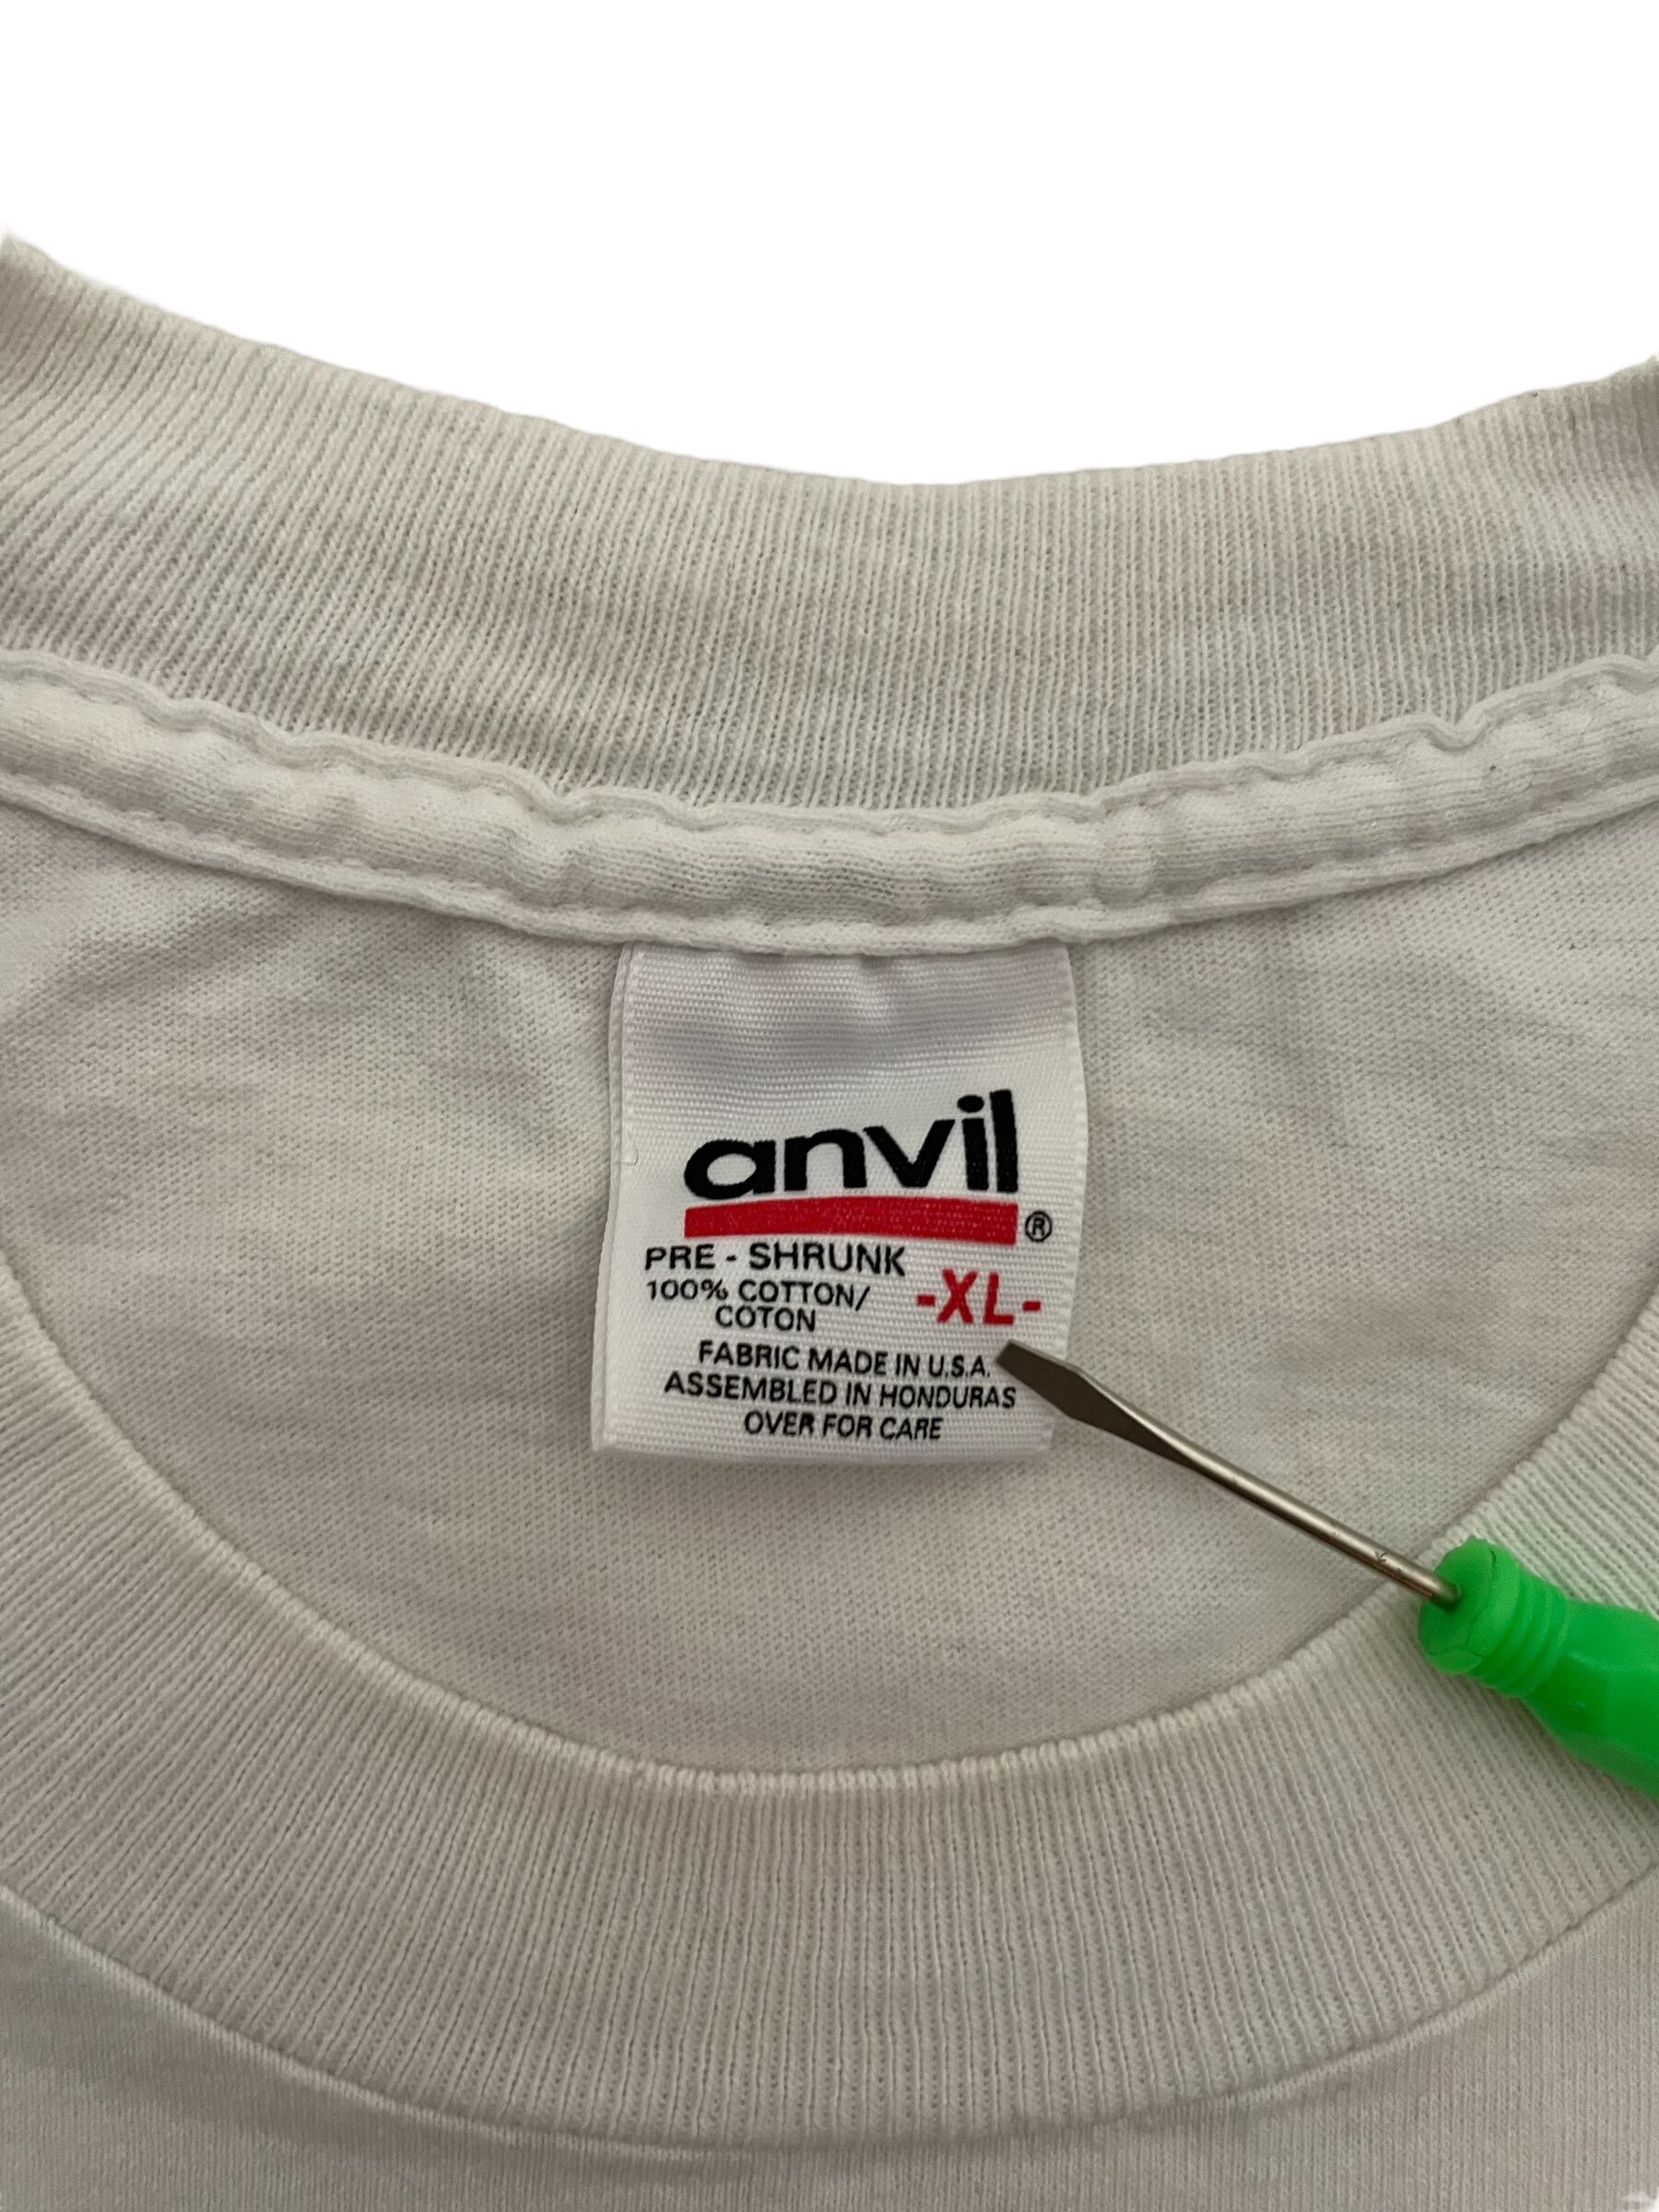 anvil®
PRE - SHRUNK
100% COTTON/
COTON
-XL-
FABRIC MADE IN U.S.A.
ASSEMBLED IN HONDURAS
OVER FOR CARE